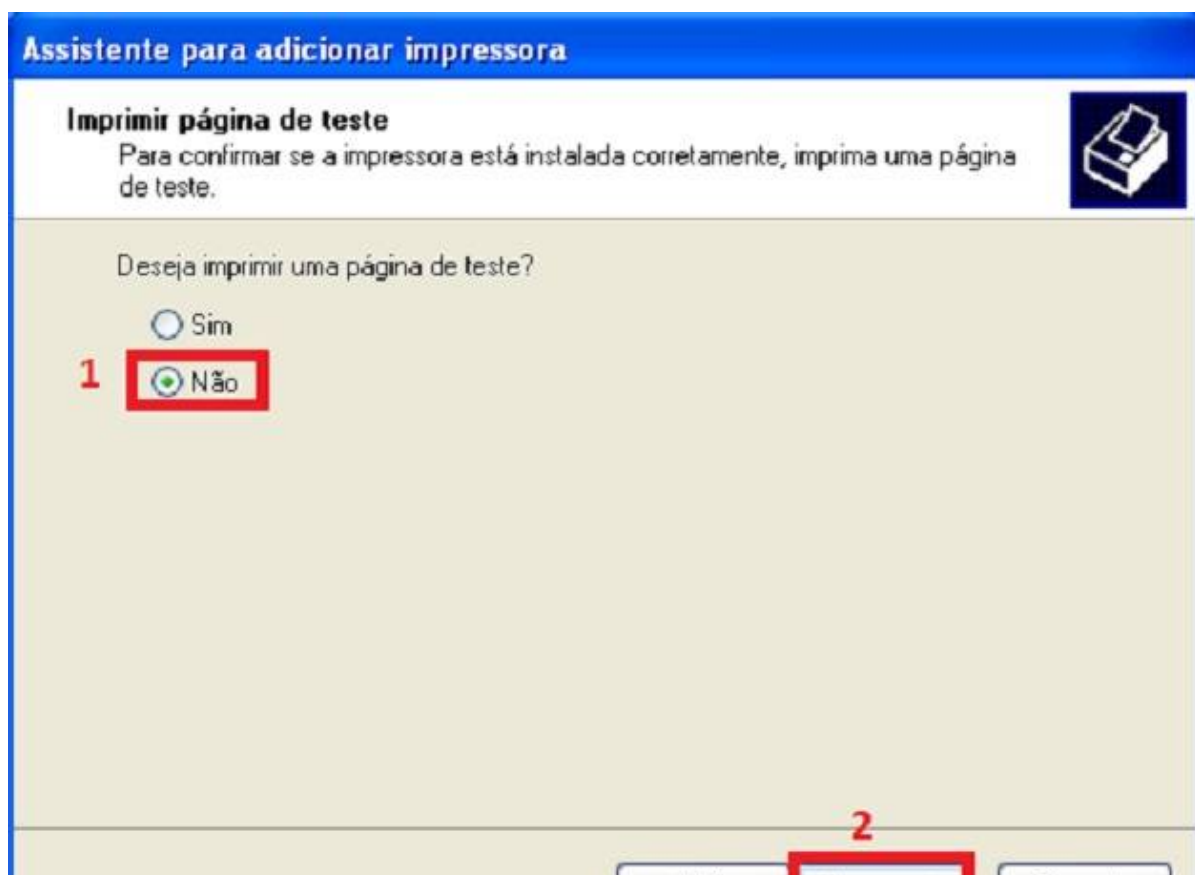 Assistente para adicionar impressora
Imprimir página de teste
Para confirmar se a impressora está instalada corretamente, imprima uma página
de teste.
Deseja imprimir uma página de teste?
Sim
1
Não
2